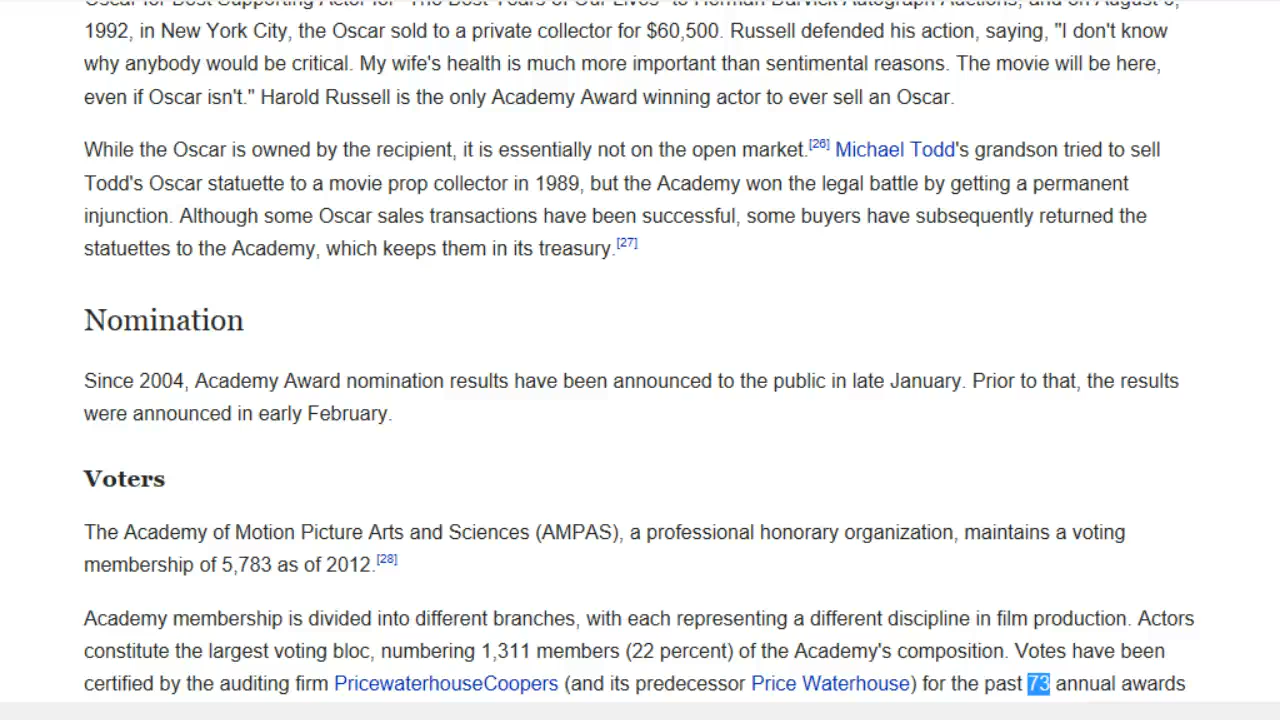 1992, in New York City, the Oscar sold to a private collector for $60,500. Russell defended his action, saying, "I don't know
why anybody would be critical. My wife's health is much more important than sentimental reasons. The movie will be here,
even if Oscar isn't." Harold Russell is the only Academy Award winning actor to ever sell an Oscar.
While the Oscar is owned by the recipient, it is essentially not on the open market.[26] Michael Todd's grandson tried to sell
Todd's Oscar statuette to a movie prop collector in 1989, but the Academy won the legal battle by getting a permanent
injunction. Although some Oscar sales transactions have been successful, some buyers have subsequently returned the
statuettes to the Academy, which keeps them in its treasury.[27]
Nomination
Since 2004, Academy Award nomination results have been announced to the public in late January. Prior to that, the results
were announced in early February.
Voters
The Academy of Motion Picture Arts and Sciences (AMPAS), a professional honorary organization, maintains a voting
membership of 5,783 as of 2012.[28]
Academy membership is divided into different branches, with each representing a different discipline in film production. Actors
constitute the largest voting bloc, numbering 1,311 members (22 percent) of the Academy's composition. Votes have been
certified by the auditing firm PricewaterhouseCoopers (and its predecessor Price Waterhouse) for the past 73 annual awards